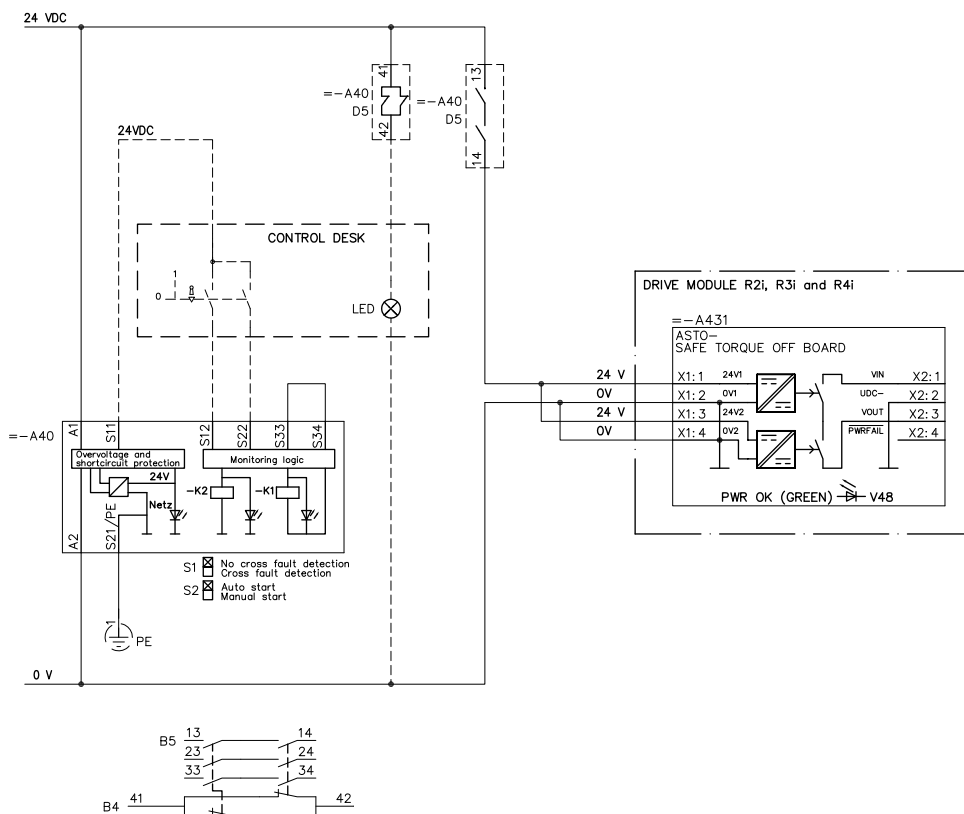 24 VDC
41
=-A40
D5
42
13
=-A40
D5
14
24VDC
CONTROL DESK
1
0
LED
DRIVE MODULE R2i, R3i and R4i
=-A431
ASTO-
SAFE TORQUE OFF BOARD
24 V X1:1 24V1 VIN X2:1
0V X1:2 0V1 UDC- X2:2
24 V X1:3 24V2 VOUT X2:3
0V X1:4 0V2 PWRFAIL X2:4
PWR OK (GREEN) V48
=-A40
A1 S11 S12 S22 S33 S34
Overvoltage and
shortcircuit protection
Monitoring logic
24V
-K2 -K1
Netz
A2 S21/PE
S1 No cross fault detection
Cross fault detection
S2 Auto start
Manual start
1
PE
0 V
B5 13 14
23 24
33 34
B4 41 42